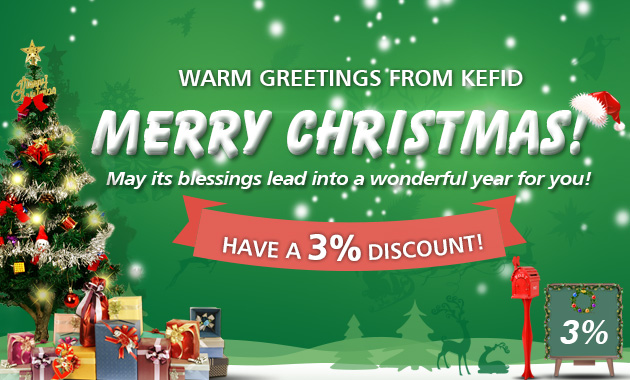 WARM GREETINGS FROM KEFID
MERRY CHRISTMAS!
May its blessings lead into a wonderful year for you!
HAVE A 3% DISCOUNT!
3%